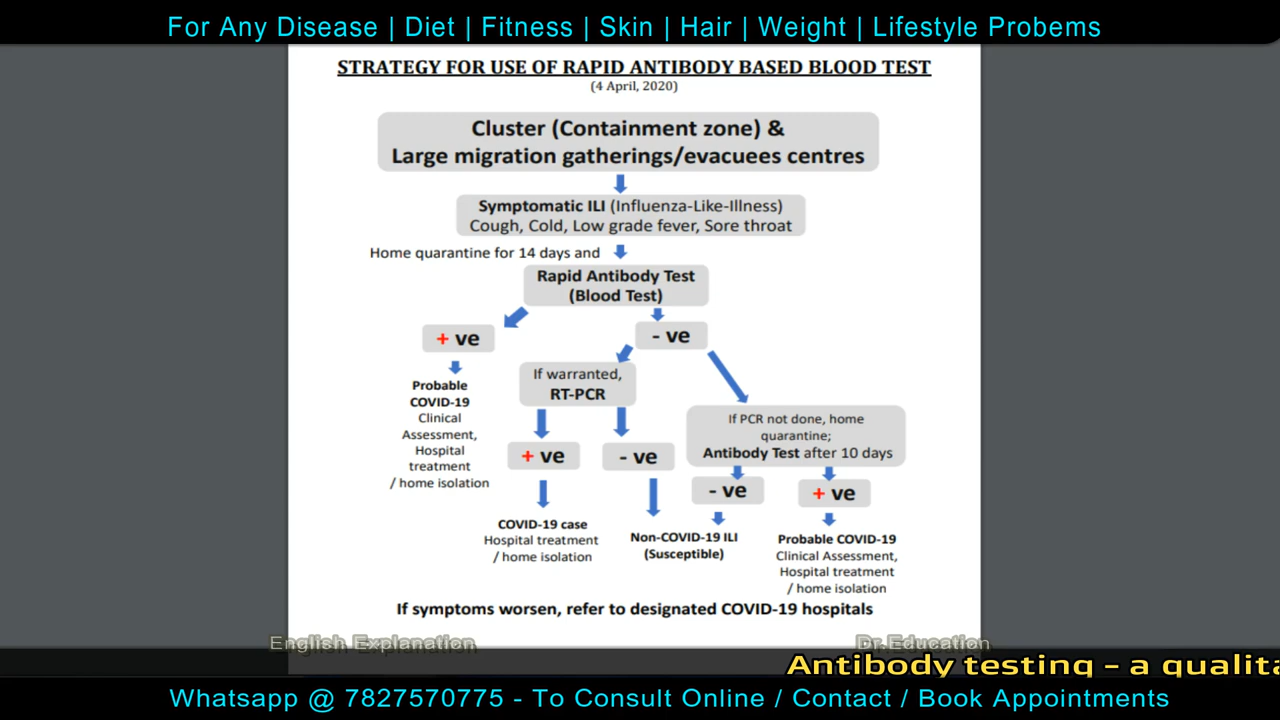 For Any Disease | Diet | Fitness | Skin | Hair | Weight | Lifestyle Probems
STRATEGY FOR USE OF RAPID ANTIBODY BASED BLOOD TEST
(4 April, 2020)
Cluster (Containment zone) &
Large migration gatherings/evacuees centres
Symptomatic ILI (Influenza-Like-Illness)
Cough, Cold, Low grade fever, Sore throat
Home quarantine for 14 days and
Rapid Antibody Test
(Blood Test)
+ ve
- ve
Probable
COVID-19
Clinical
Assessment,
Hospital
treatment
/ home isolation
If warranted,
RT-PCR
If PCR not done, home
quarantine;
Antibody Test after 10 days
+ ve
- ve
- ve
+ ve
COVID-19 case
Hospital treatment
/ home isolation
Non-COVID-19 ILI
(Susceptible)
Probable COVID-19
Clinical Assessment,
Hospital treatment
/ home isolation
If symptoms worsen, refer to designated COVID-19 hospitals
English Explanation
Dr.Education
Antibody testing – a qualita
Whatsapp @ 7827570775 - To Consult Online / Contact / Book Appointments